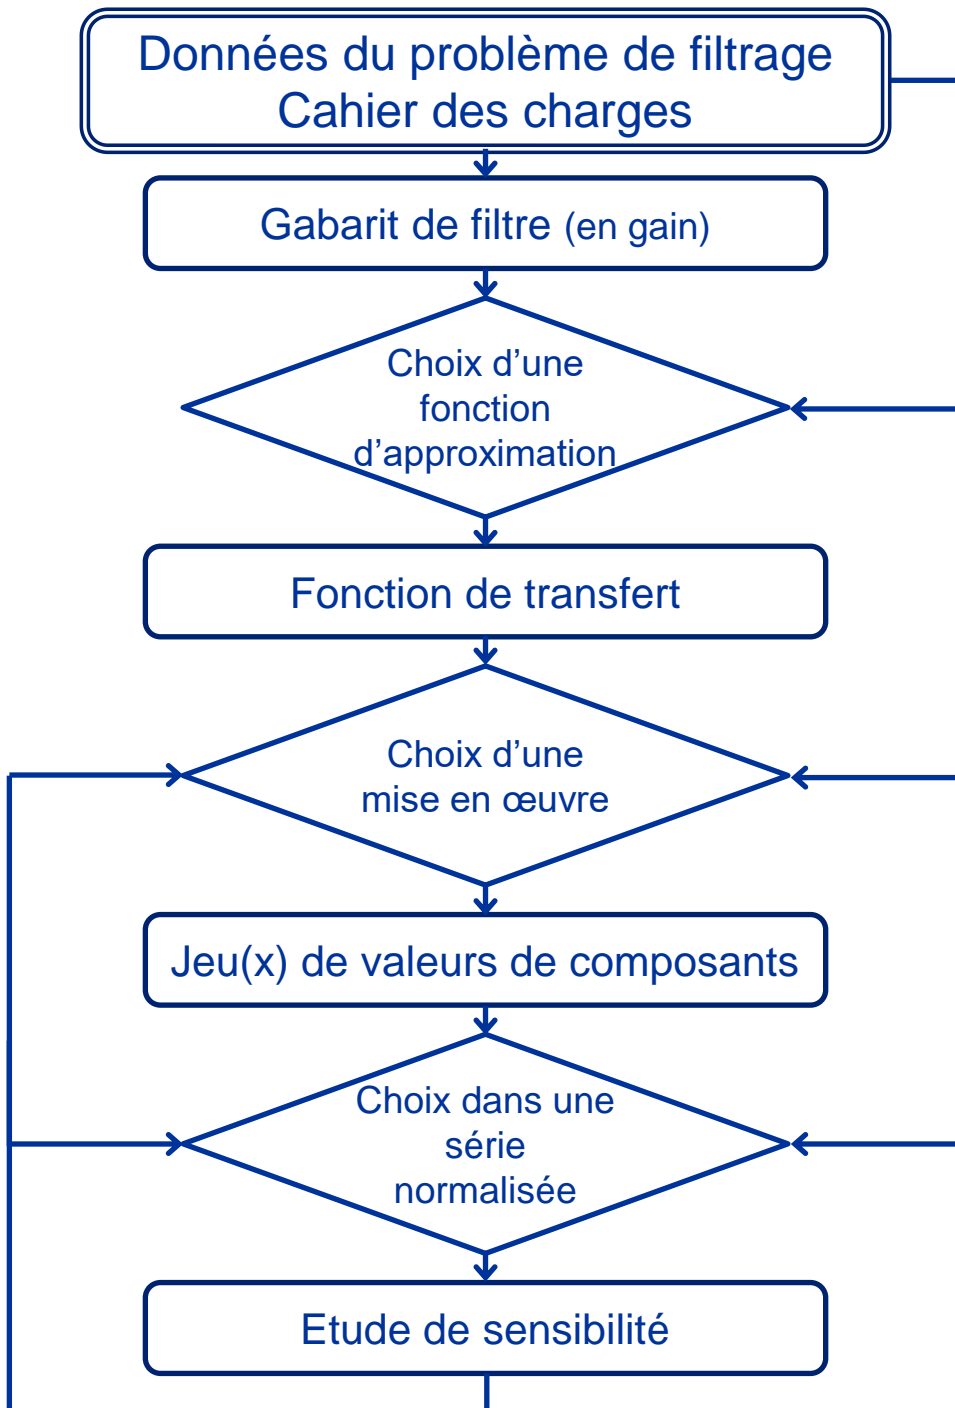 Données du problème de filtrage
Cahier des charges
Gabarit de filtre (en gain)
Choix d’une
fonction
d’approximation
Fonction de transfert
Choix d’une
mise en œuvre
Jeu(x) de valeurs de composants
Choix dans une
série
normalisée
Etude de sensibilité